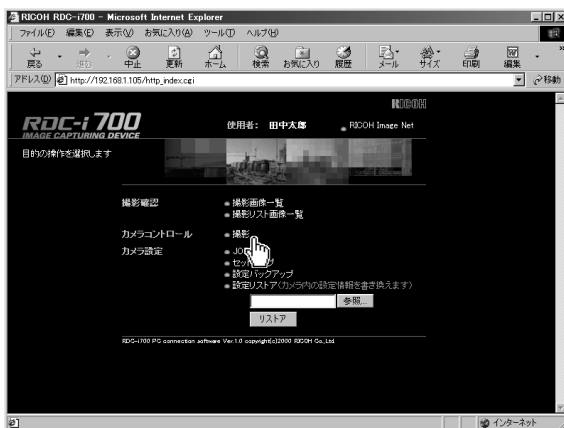 RICOH RDC-i700 - Microsoft Internet Explorer
ファイル(F) 編集(E) 表示(V) お気に入り(A) ツール(T) ヘルプ(H)
戻る 進む 中止 更新 ホーム 検索 お気に入り 履歴 メール サイズ 印刷 編集
アドレス(D) http://192.168.1.105/http_index.cgi 移動
RICOH
RDC-i 700
IMAGE CAPTURING DEVICE
使用者: 田中太郎 RICOH Image Net
目的の操作を選択します
撮影確認 撮影画像一覧
撮影リスト画像一覧
カメラコントロール 撮影
カメラ設定 JO
設定バックアップ
設定リストア(カメラ内の設定情報を書き換えます)
参照...
リストア
RDC-i700 PC connection software Ver.1.0 copyright(c)2000 RICOH Co.,Ltd.
インターネット